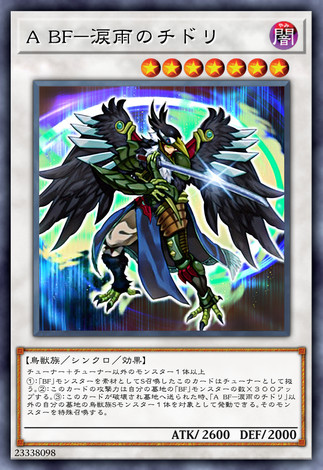 A BF－涙雨のチドリ
やみ
闇
【鳥獣族／シンクロ／効果】
チューナー＋チューナー以外のモンスター１体以上
①：「BF」モンスターを素材としてS召喚したこのカードはチューナーとして扱
う。②：このカードの攻撃力は自分の墓地の「BF」モンスターの数×３００アッ
プする。③：このカードが破壊され墓地へ送られた時、「A BF－涙雨のチドリ」以
外の自分の墓地の鳥獣族Sモンスター１体を対象として発動できる。そのモン
スターを特殊召喚する。
ATK/ 2600 DEF/2000
23338098